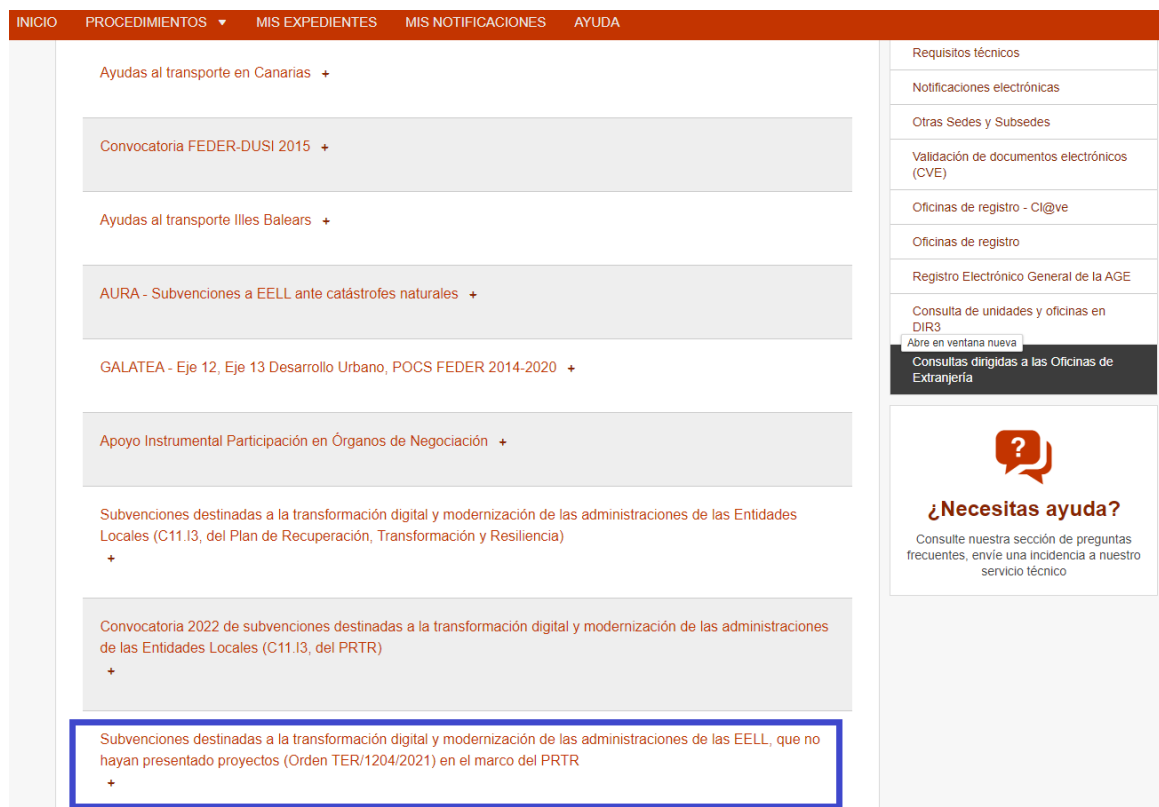 INICIO PROCEDIMIENTOS ▼ MIS EXPEDIENTES MIS NOTIFICACIONES AYUDA
Ayudas al transporte en Canarias +
Convocatoria FEDER-DUSI 2015 +
Ayudas al transporte Illes Balears +
AURA - Subvenciones a EELL ante catástrofes naturales +
GALATEA - Eje 12, Eje 13 Desarrollo Urbano, POCS FEDER 2014-2020 +
Apoyo Instrumental Participación en Órganos de Negociación +
Subvenciones destinadas a la transformación digital y modernización de las administraciones de las Entidades
Locales (C11.I3, del Plan de Recuperación, Transformación y Resiliencia)
+
Convocatoria 2022 de subvenciones destinadas a la transformación digital y modernización de las administraciones
de las Entidades Locales (C11.I3, del PRTR)
+
Subvenciones destinadas a la transformación digital y modernización de las administraciones de las EELL, que no
hayan presentado proyectos (Orden TER/1204/2021) en el marco del PRTR
+
Requisitos técnicos
Notificaciones electrónicas
Otras Sedes y Subsedes
Validación de documentos electrónicos
(CVE)
Oficinas de registro - Cl@ve
Oficinas de registro
Registro Electrónico General de la AGE
Consulta de unidades y oficinas en
DIR3
Abre en ventana nueva
Consultas dirigidas a las Oficinas de
Extranjería
?
¿Necesitas ayuda?
Consulte nuestra sección de preguntas
frecuentes, envíe una incidencia a nuestro
servicio técnico